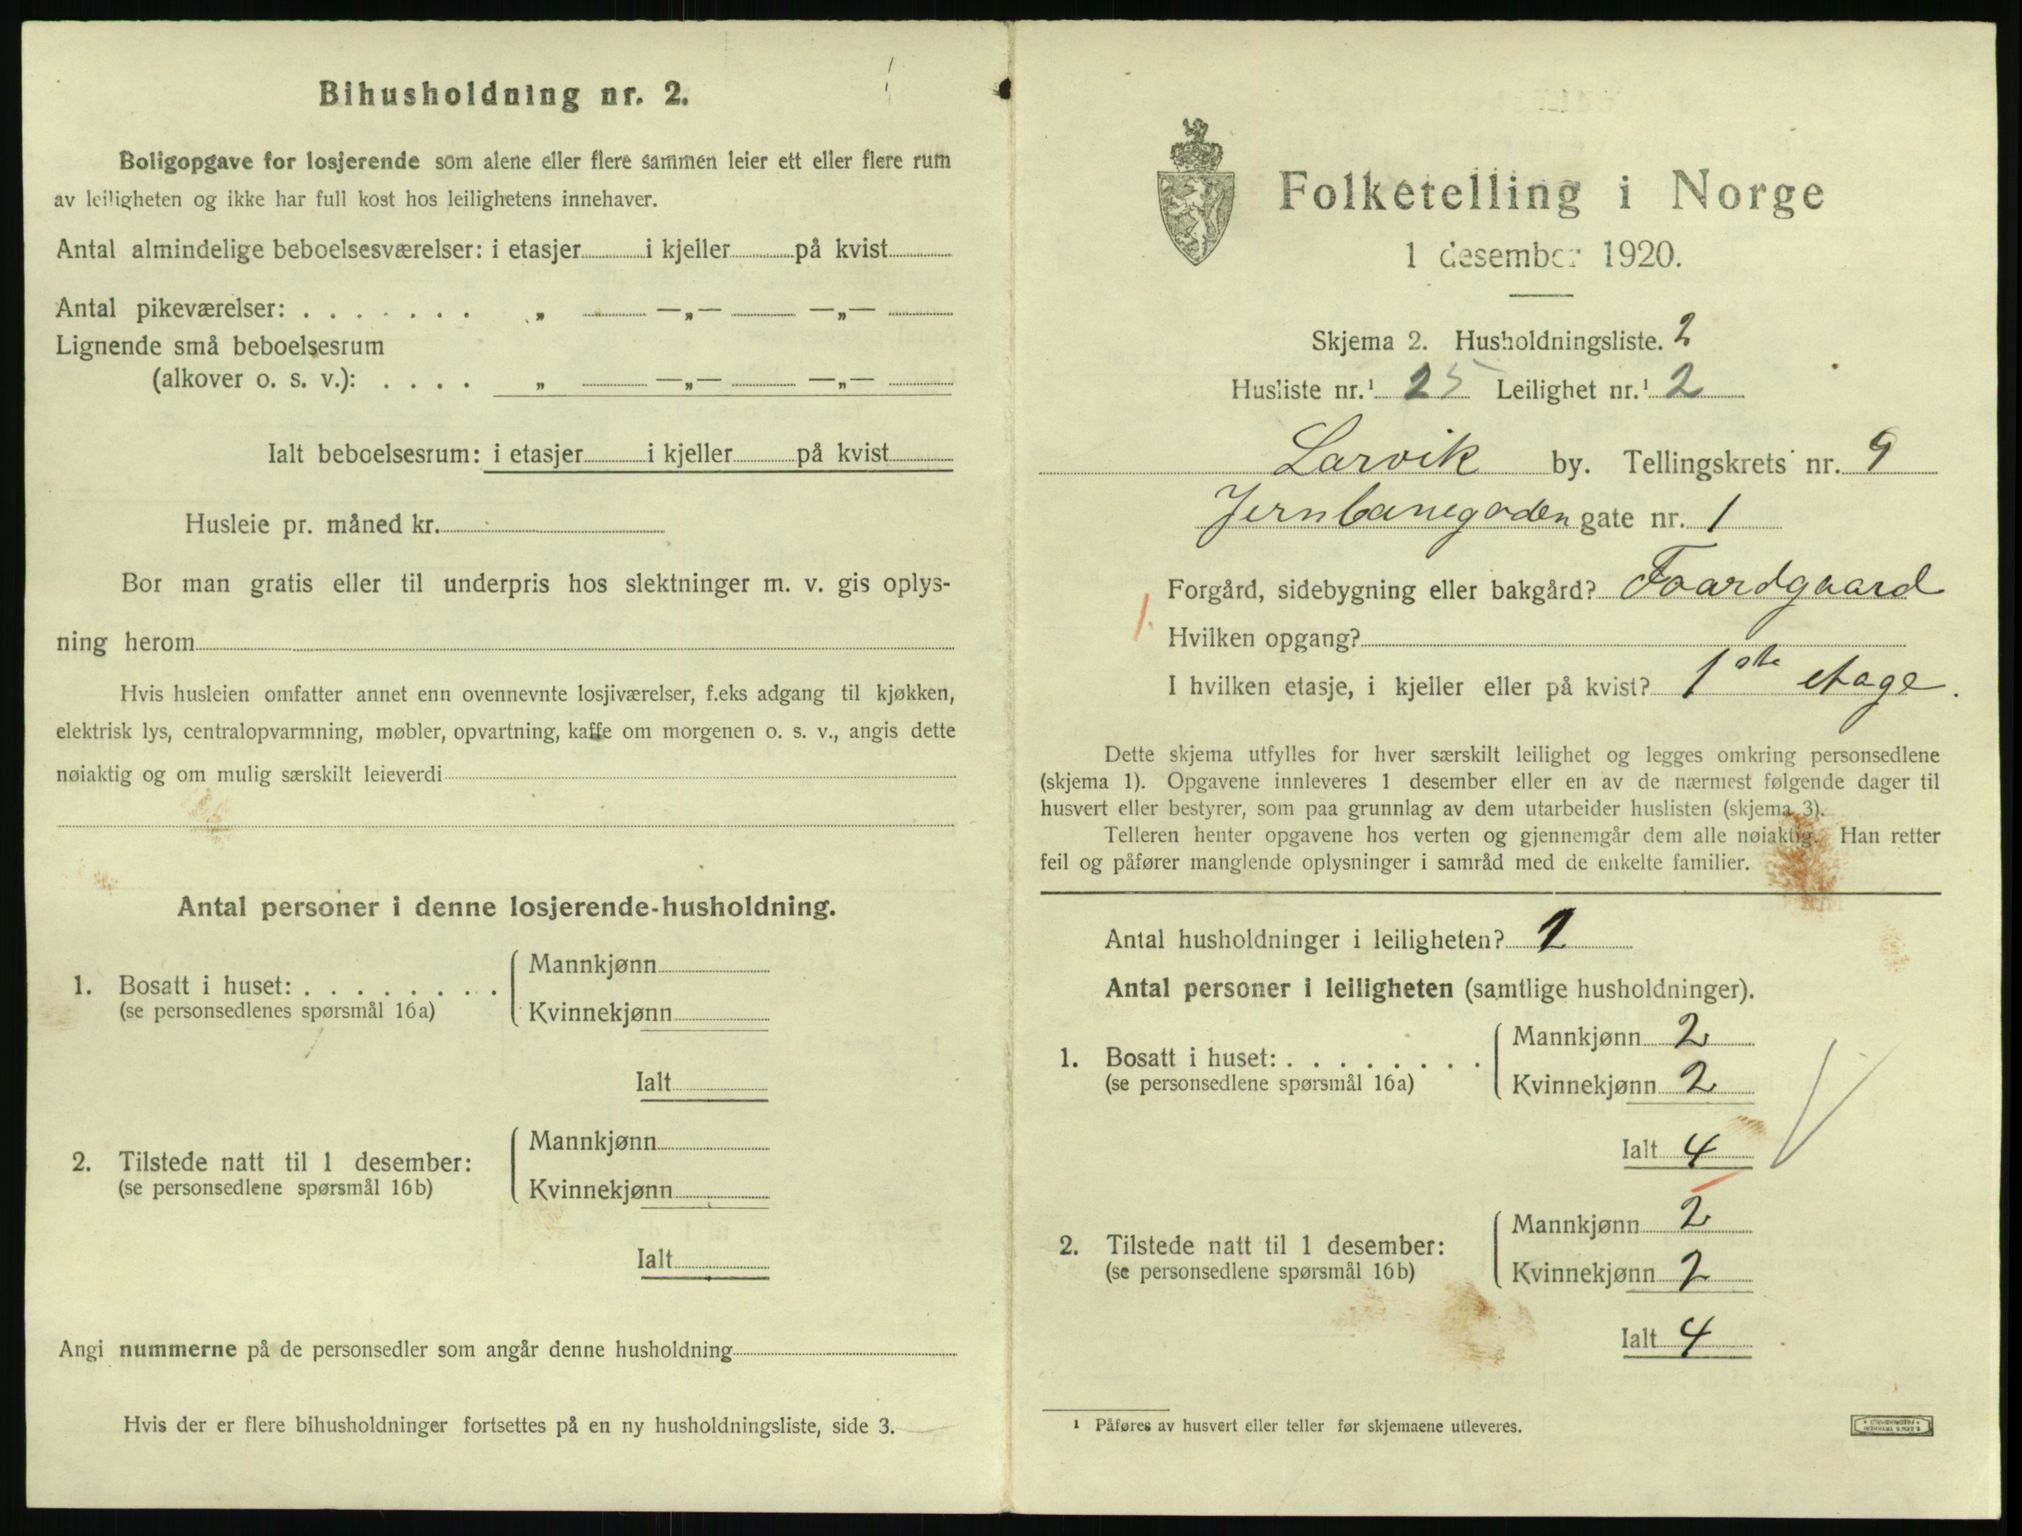 Bihusholdning nr. 2.
Boligopgave for losjerende som alene eller flere sammen leier ett eller flere rum
av leiligheten og ikke har full kost hos leilighetens innehaver.
Antal almindelige beboelsesværelser: i etasjer i kjeller på kvist
Antal pikeværelser: . . . . . . . „ —„— —„—
Lignende små beboelsesrum
(alkover o. s. v.): . . . . „ —„— —„—
Ialt beboelsesrum: i etasjer i kjeller på kvist
Husleie pr. måned kr.
Bor man gratis eller til underpris hos slektninger m. v. gis oplys-
ning herom
Hvis husleien omfatter annet enn ovennevnte losjiværelser, f.eks adgang til kjøkken,
elektrisk lys, centralopvarmning, møbler, opvartning, kaffe om morgenen o. s. v., angis dette
nøiaktig og om mulig særskilt leieverdi
Antal personer i denne losjerende-husholdning.
1. Bosatt i huset: . . . . . . . . Mannkjønn
(se personsedlenes spørsmål 16a) Kvinnekjønn
Ialt
2. Tilstede natt til 1 desember: Mannkjønn
(se personsedlene spørsmål 16b) Kvinnekjønn
Ialt
Angi nummerne på de personsedler som angår denne husholdning
Hvis der er flere bihusholdninger fortsettes på en ny husholdningsliste, side 3.
Folketelling i Norge
1 desember 1920.
Skjema 2. Husholdningsliste. 2
Husliste nr.¹ 25 Leilighet nr.¹ 2
Larvik by. Tellingskrets nr. 9
Jernbanegaden gate nr. 1
Forgård, sidebygning eller bakgård? Foardgaard
1. Hvilken opgang?
I hvilken etasje, i kjeller eller på kvist? 1ste etage.
Dette skjema utfylles for hver særskilt leilighet og legges omkring personsedlene
(skjema 1). Opgavene innleveres 1 desember eller en av de nærmest følgende dager til
husvert eller bestyrer, som paa grunnlag av dem utarbeider huslisten (skjema 3).
Telleren henter opgavene hos verten og gjennemgår dem alle nøiaktig. Han retter
feil og påfører manglende oplysninger i samråd med de enkelte familier.
Antal husholdninger i leiligheten? 1
Antal personer i leiligheten (samtlige husholdninger).
1. Bosatt i huset: . . . . . . . . Mannkjønn 2
(se personsedlene spørsmål 16a) Kvinnekjønn 2
Ialt 4
2. Tilstede natt til 1 desember: Mannkjønn 2
(se personsedlene spørsmål 16b) Kvinnekjønn 2
Ialt 4
¹ Påføres av husvert eller teller før skjemaene utleveres.